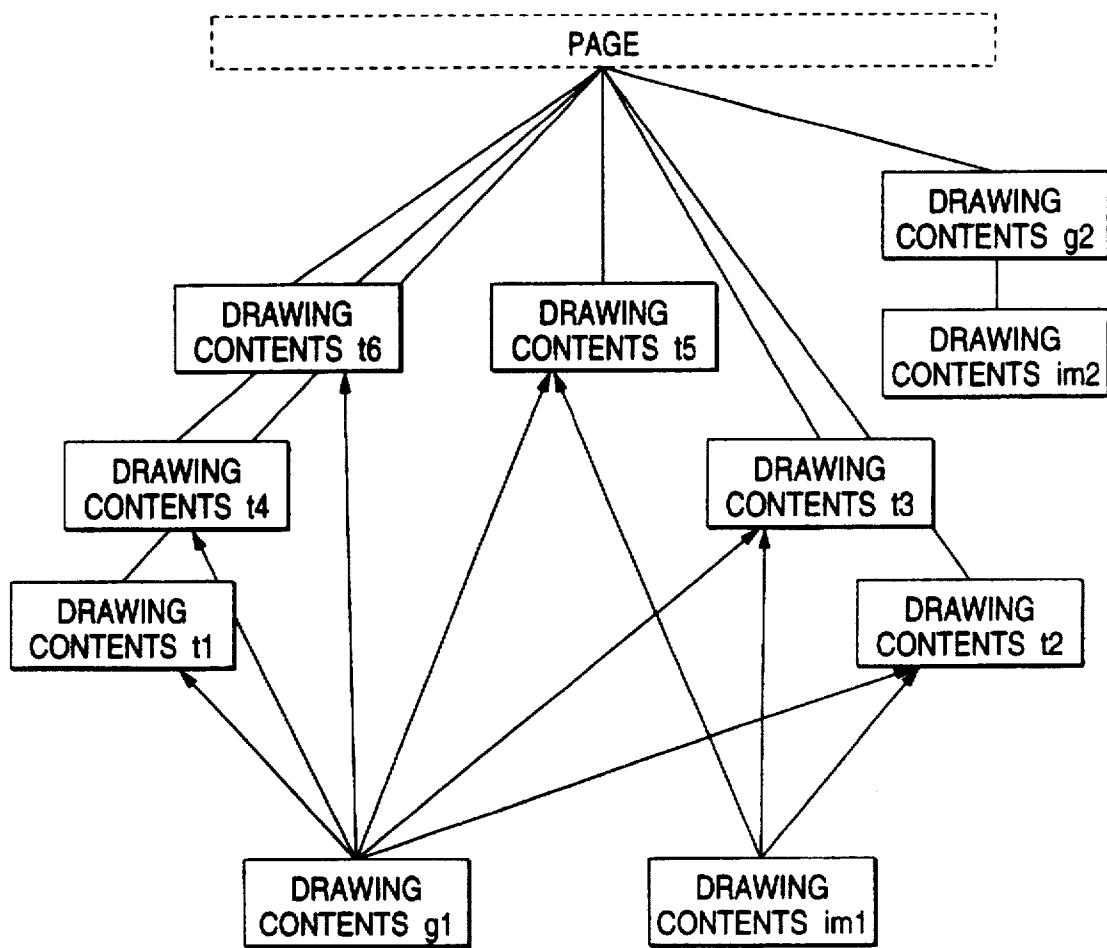 PAGE
DRAWING
CONTENTS g2
DRAWING
CONTENTS t6
DRAWING
CONTENTS t5
DRAWING
CONTENTS im2
DRAWING
CONTENTS t4
DRAWING
CONTENTS t3
DRAWING
CONTENTS t1
DRAWING
CONTENTS t2
DRAWING
CONTENTS g1
DRAWING
CONTENTS im1